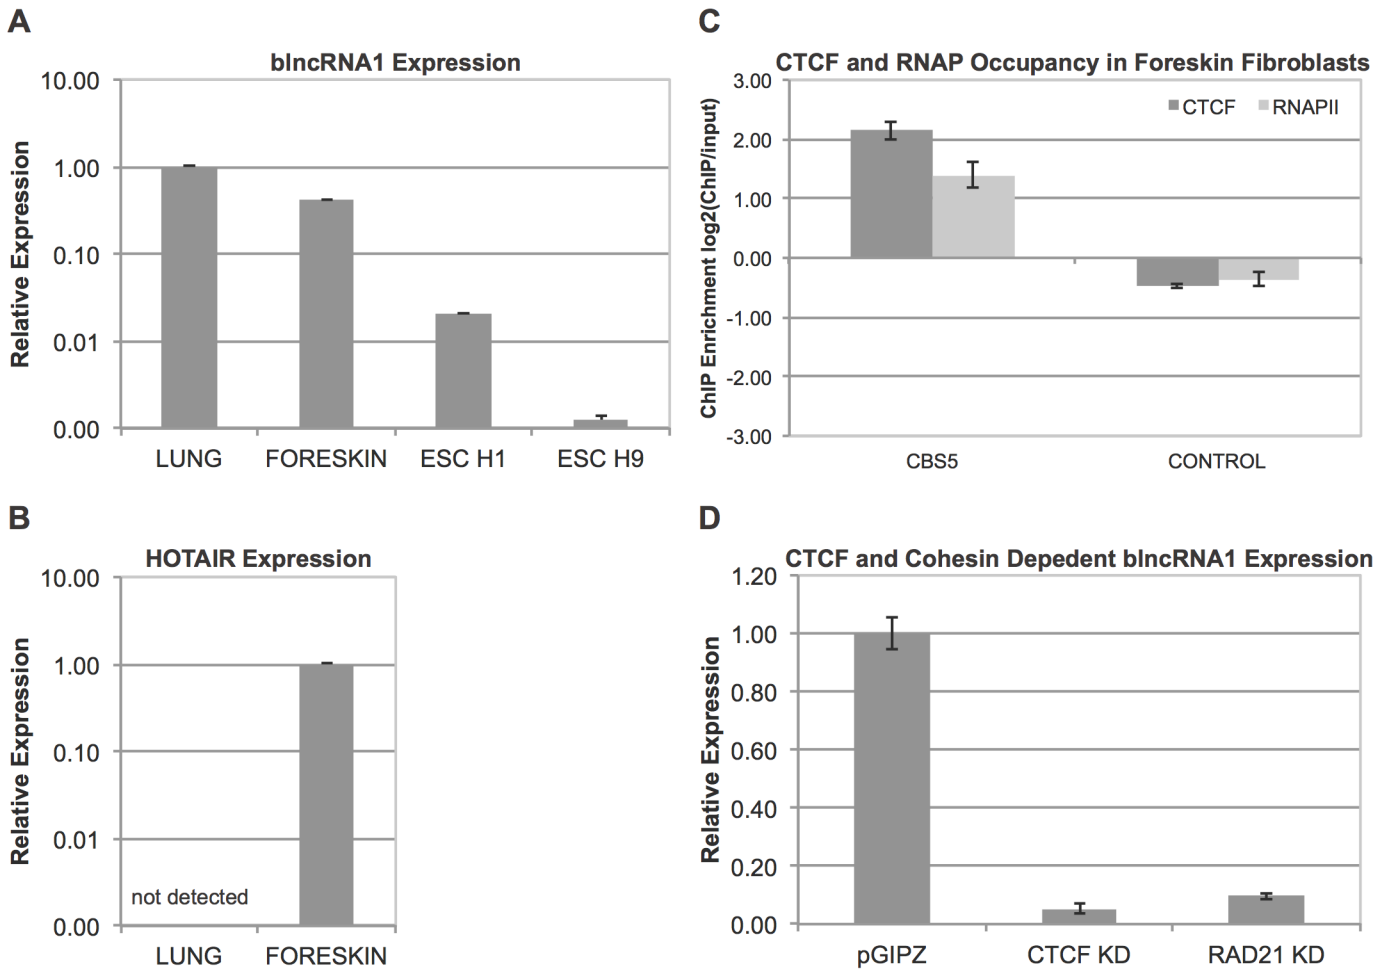 A
blncRNA1 Expression
Relative Expression
10.00
1.00
0.10
0.01
0.00
LUNG FORESKIN ESC H1 ESC H9
B
HOTAIR Expression
Relative Expression
10.00
1.00
0.10
0.01
0.00
not detected
LUNG FORESKIN
C
CTCF and RNAP Occupancy in Foreskin Fibroblasts
ChIP Enrichment log2(ChIP/input)
3.00
2.00
1.00
0.00
-1.00
-2.00
-3.00
CTCF RNAPII
CBS5 CONTROL
D
CTCF and Cohesin Depedent blncRNA1 Expression
Relative Expression
1.20
1.00
0.80
0.60
0.40
0.20
0.00
pGIPZ CTCF KD RAD21 KD